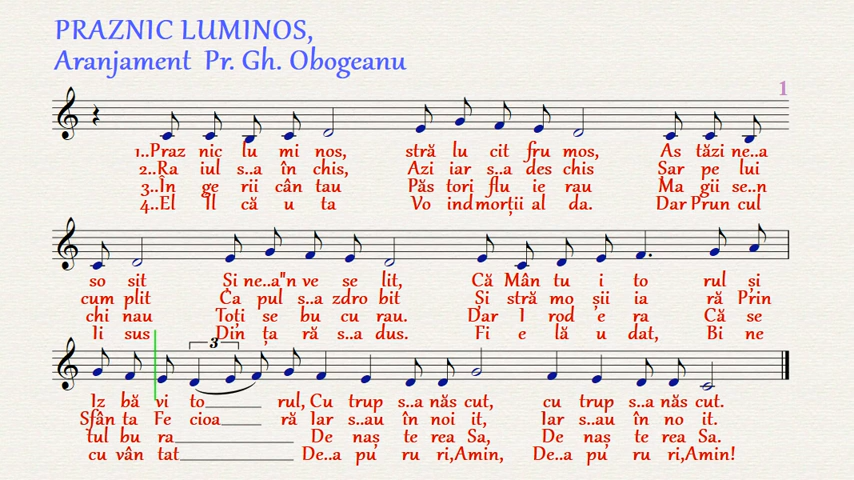 PRAZNIC LUMINOS,
Aranjament Pr. Gh. Obogeanu
1
1..Praz nic lu mi nos, stră lu cit fru mos, As tăzi ne..a
2..Ra iul s..a în chis, Azi iar s..a des chis Șar pe lui
3..În ge rii cân tau Păs tori flu ie rau Ma gii se..n
4..El Îl că u ta Vo ind morții al da. Dar Prun cul
so sit Și ne..a"n ve se lit, Că Mân tu i to rul și
cum plit Ca pul s..a zdro bit Și stră mo șii ia ră Prin
chi nau Toți se bu cu rau. Dar I rod e ra Că se
Ii sus Din ța ră s..a dus. Fi e lă u dat, Bi ne
3
Iz bă vi to rul, Cu trup s..a năs cut, cu trup s..a năs cut.
Sfân ta Fe cioa ră Iar s..au în noi it, Iar s..au în no it.
tul bu ra De naș te rea Sa, De naș te rea Sa.
cu vân tat De..a pu ru ri,Amin, De..a pu ru ri,Amin!